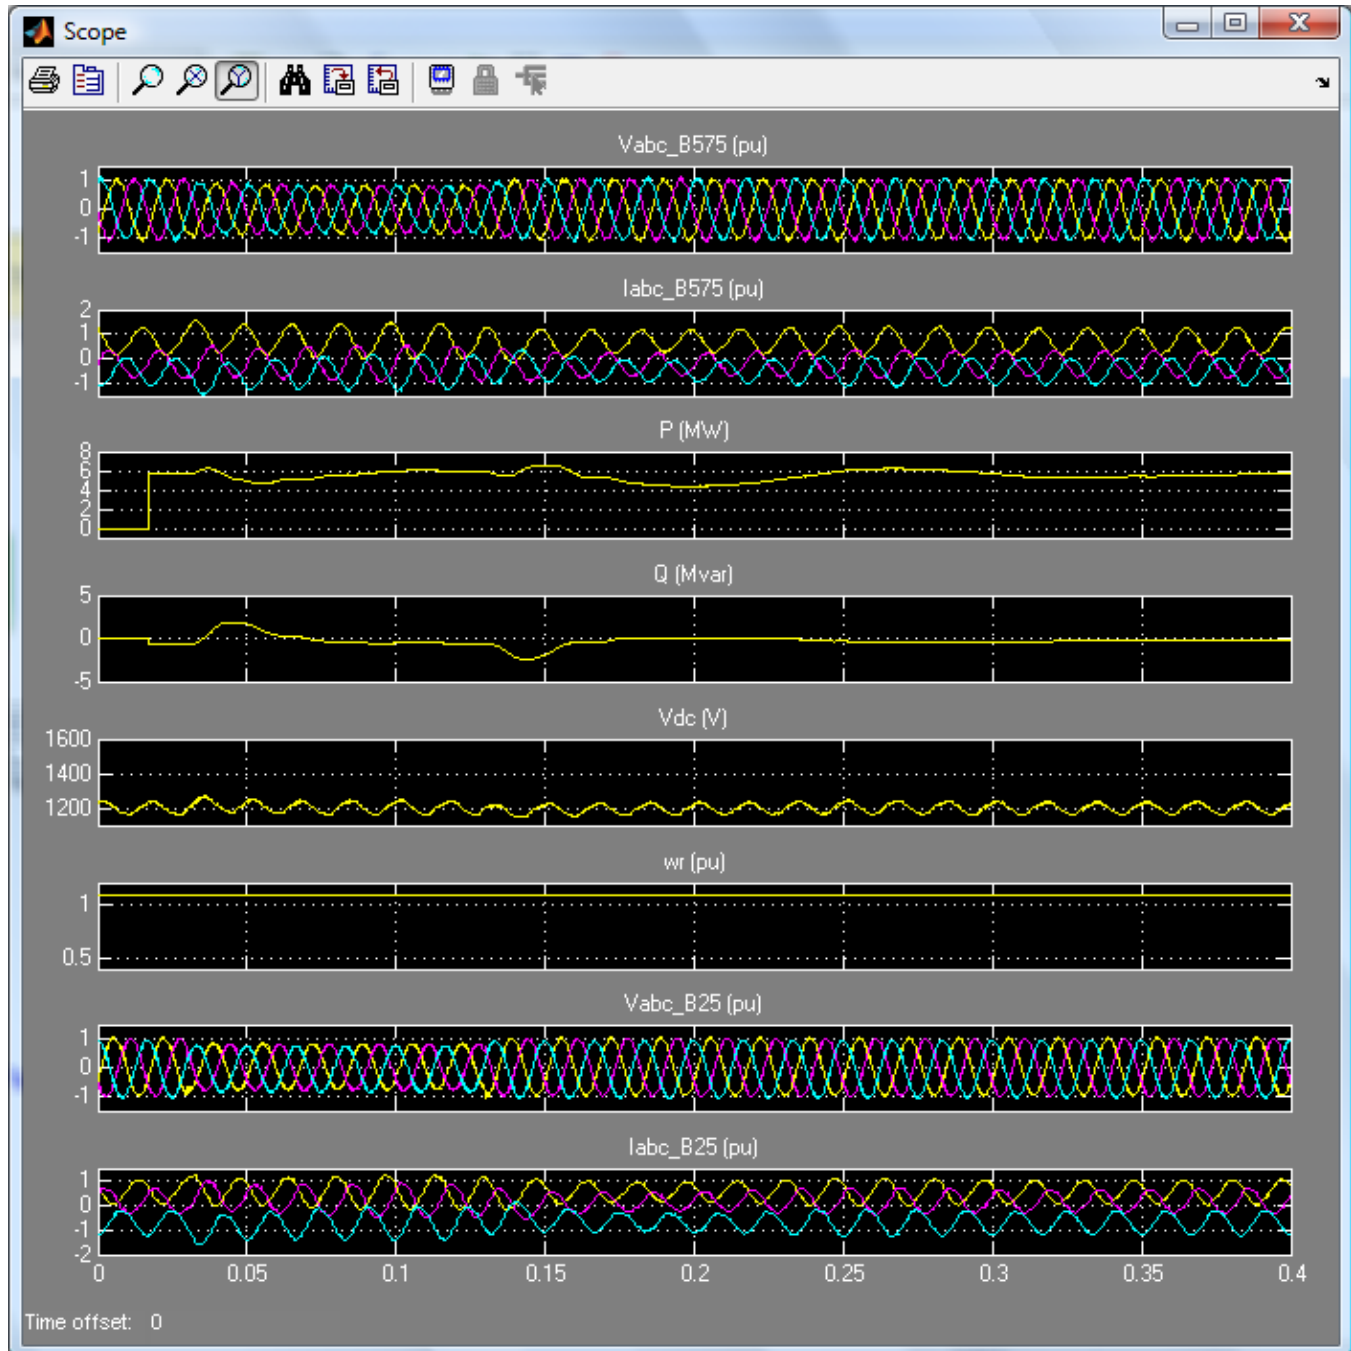 Scope
Vabc_B575 (pu)
1
0
-1
Iabc_B575 (pu)
2
1
0
-1
P (MW)
8
6
4
2
0
Q (Mvar)
5
0
-5
Vdc (V)
1600
1400
1200
wr (pu)
1
0.5
Vabc_B25 (pu)
1
0
-1
Iabc_B25 (pu)
1
0
-1
-2
0 0.05 0.1 0.15 0.2 0.25 0.3 0.35 0.4
Time offset: 0